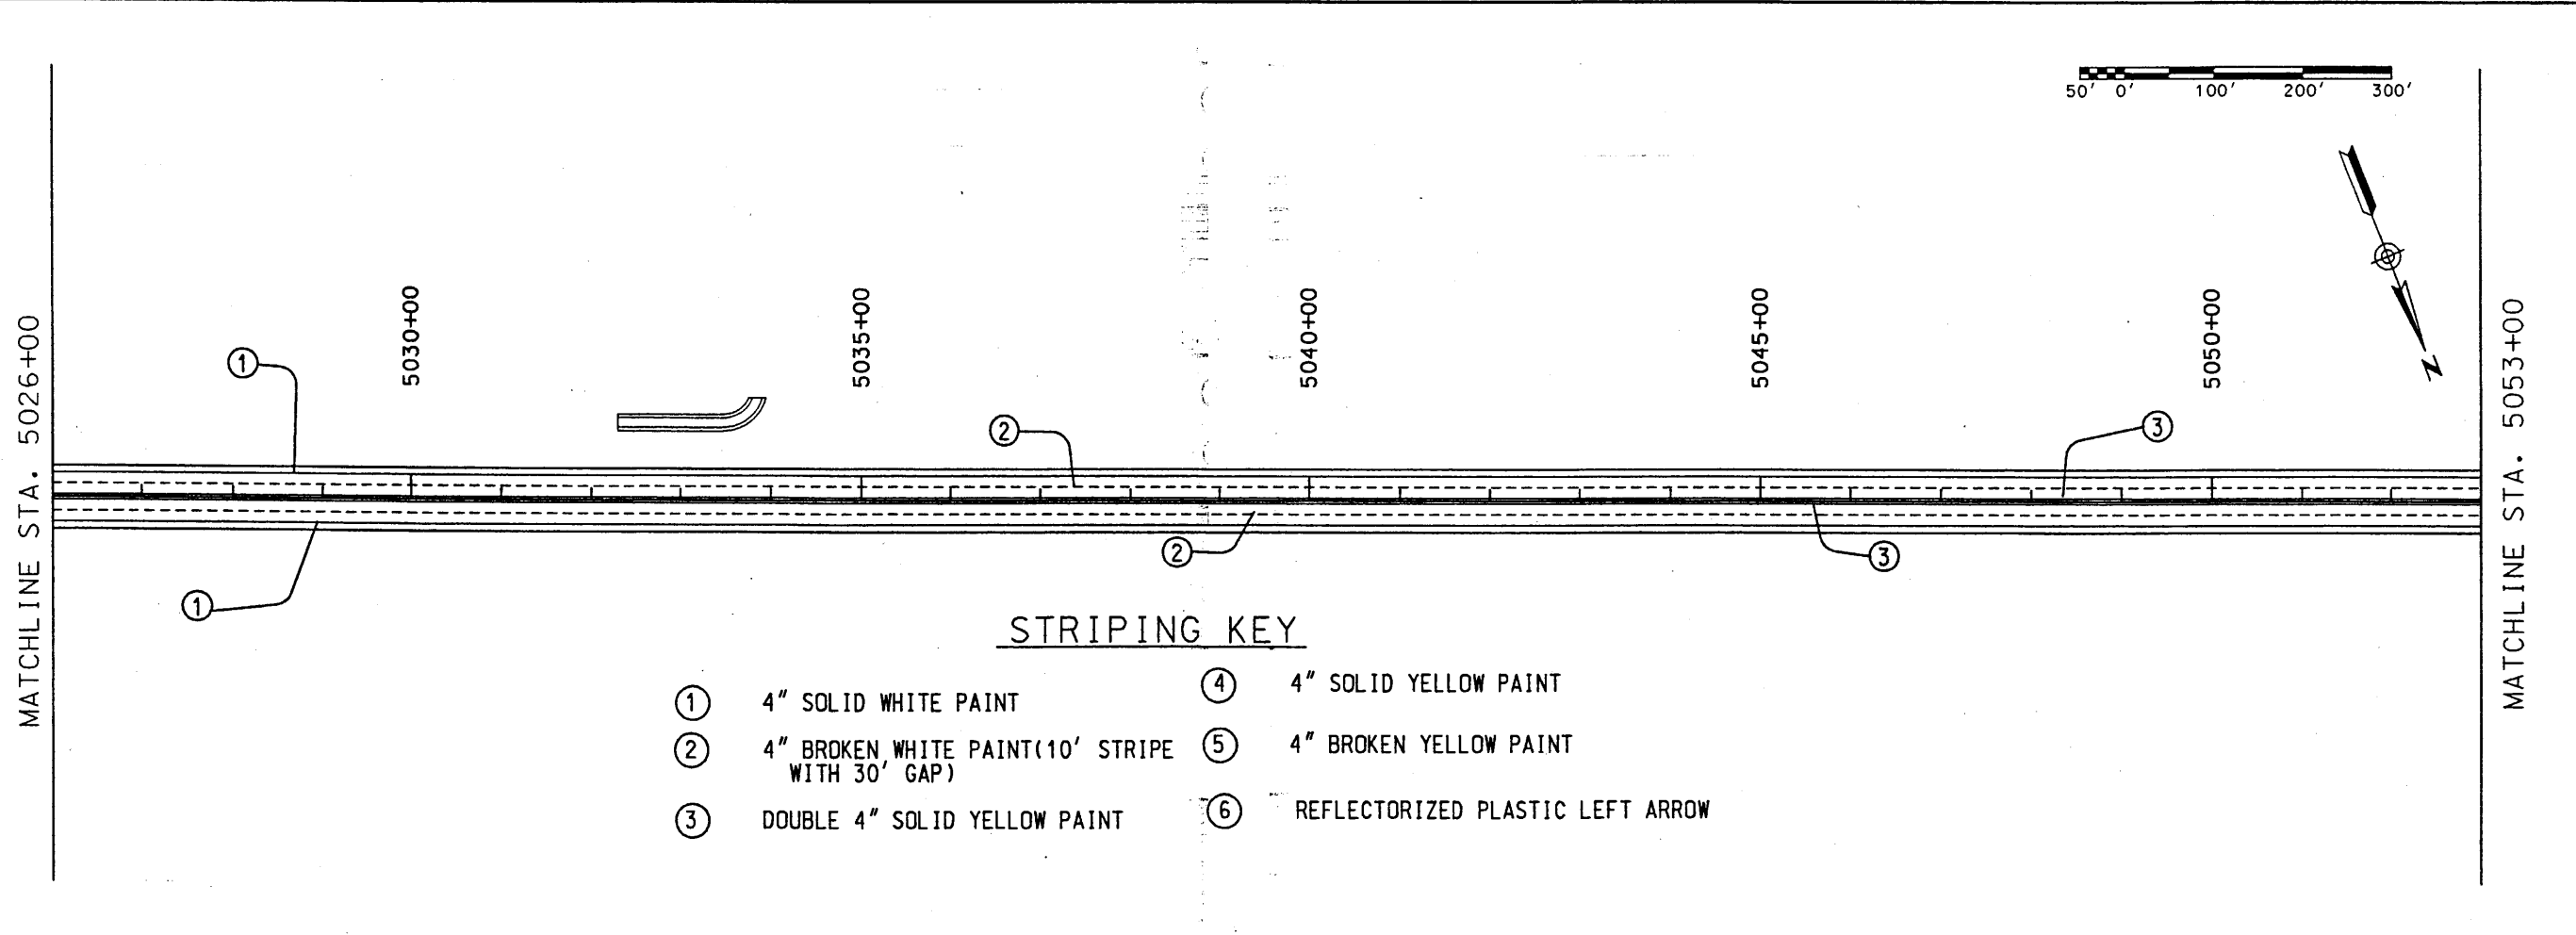 50' 0' 100' 200' 300'
N
MATCHLINE STA. 5026+00
5030+00
5035+00
5040+00
5045+00
5050+00
MATCHLINE STA. 5053+00
1
2
3
1
2
3
STRIPING KEY
1 4" SOLID WHITE PAINT
2 4" BROKEN WHITE PAINT(10' STRIPE
WITH 30' GAP)
3 DOUBLE 4" SOLID YELLOW PAINT
4 4" SOLID YELLOW PAINT
5 4" BROKEN YELLOW PAINT
6 REFLECTORIZED PLASTIC LEFT ARROW